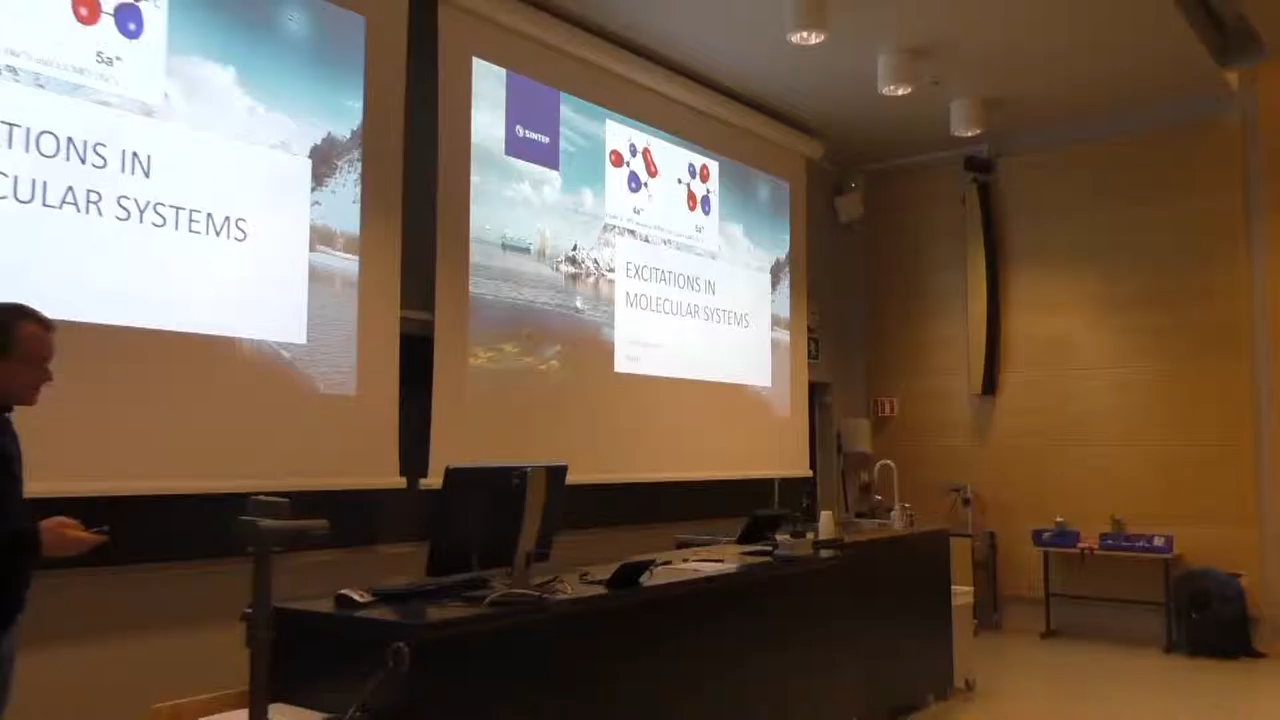 5a"
TIONS IN
CULAR SYSTEMS
SINTEF
4a"
5a"
EXCITATIONS IN
MOLECULAR SYSTEMS